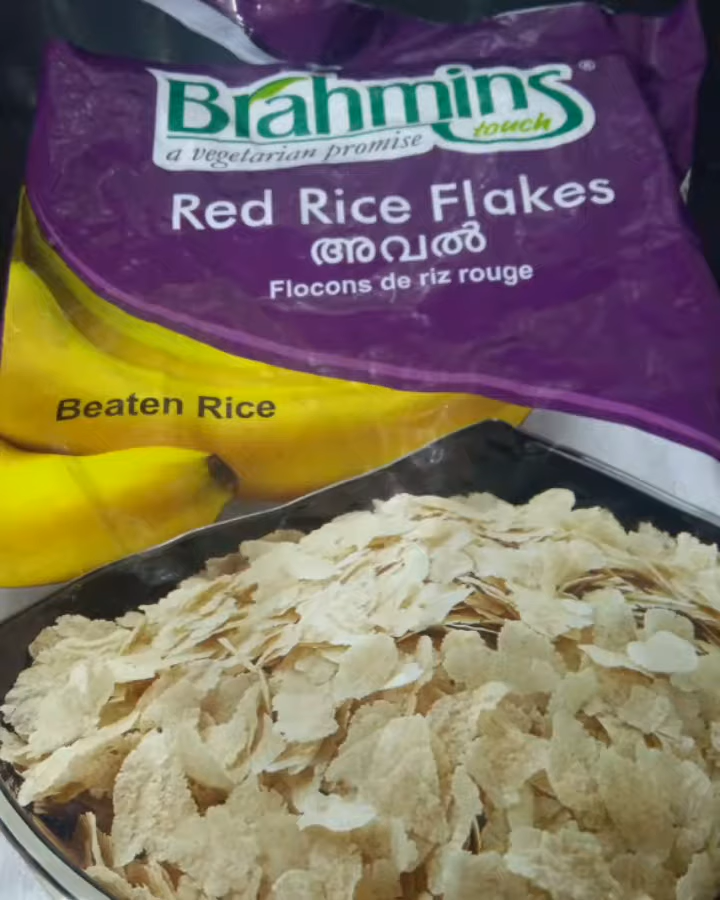 Brahmins®
touch
a vegetarian promise
Red Rice Flakes
അവൽ
Flocons de riz rouge
Beaten Rice